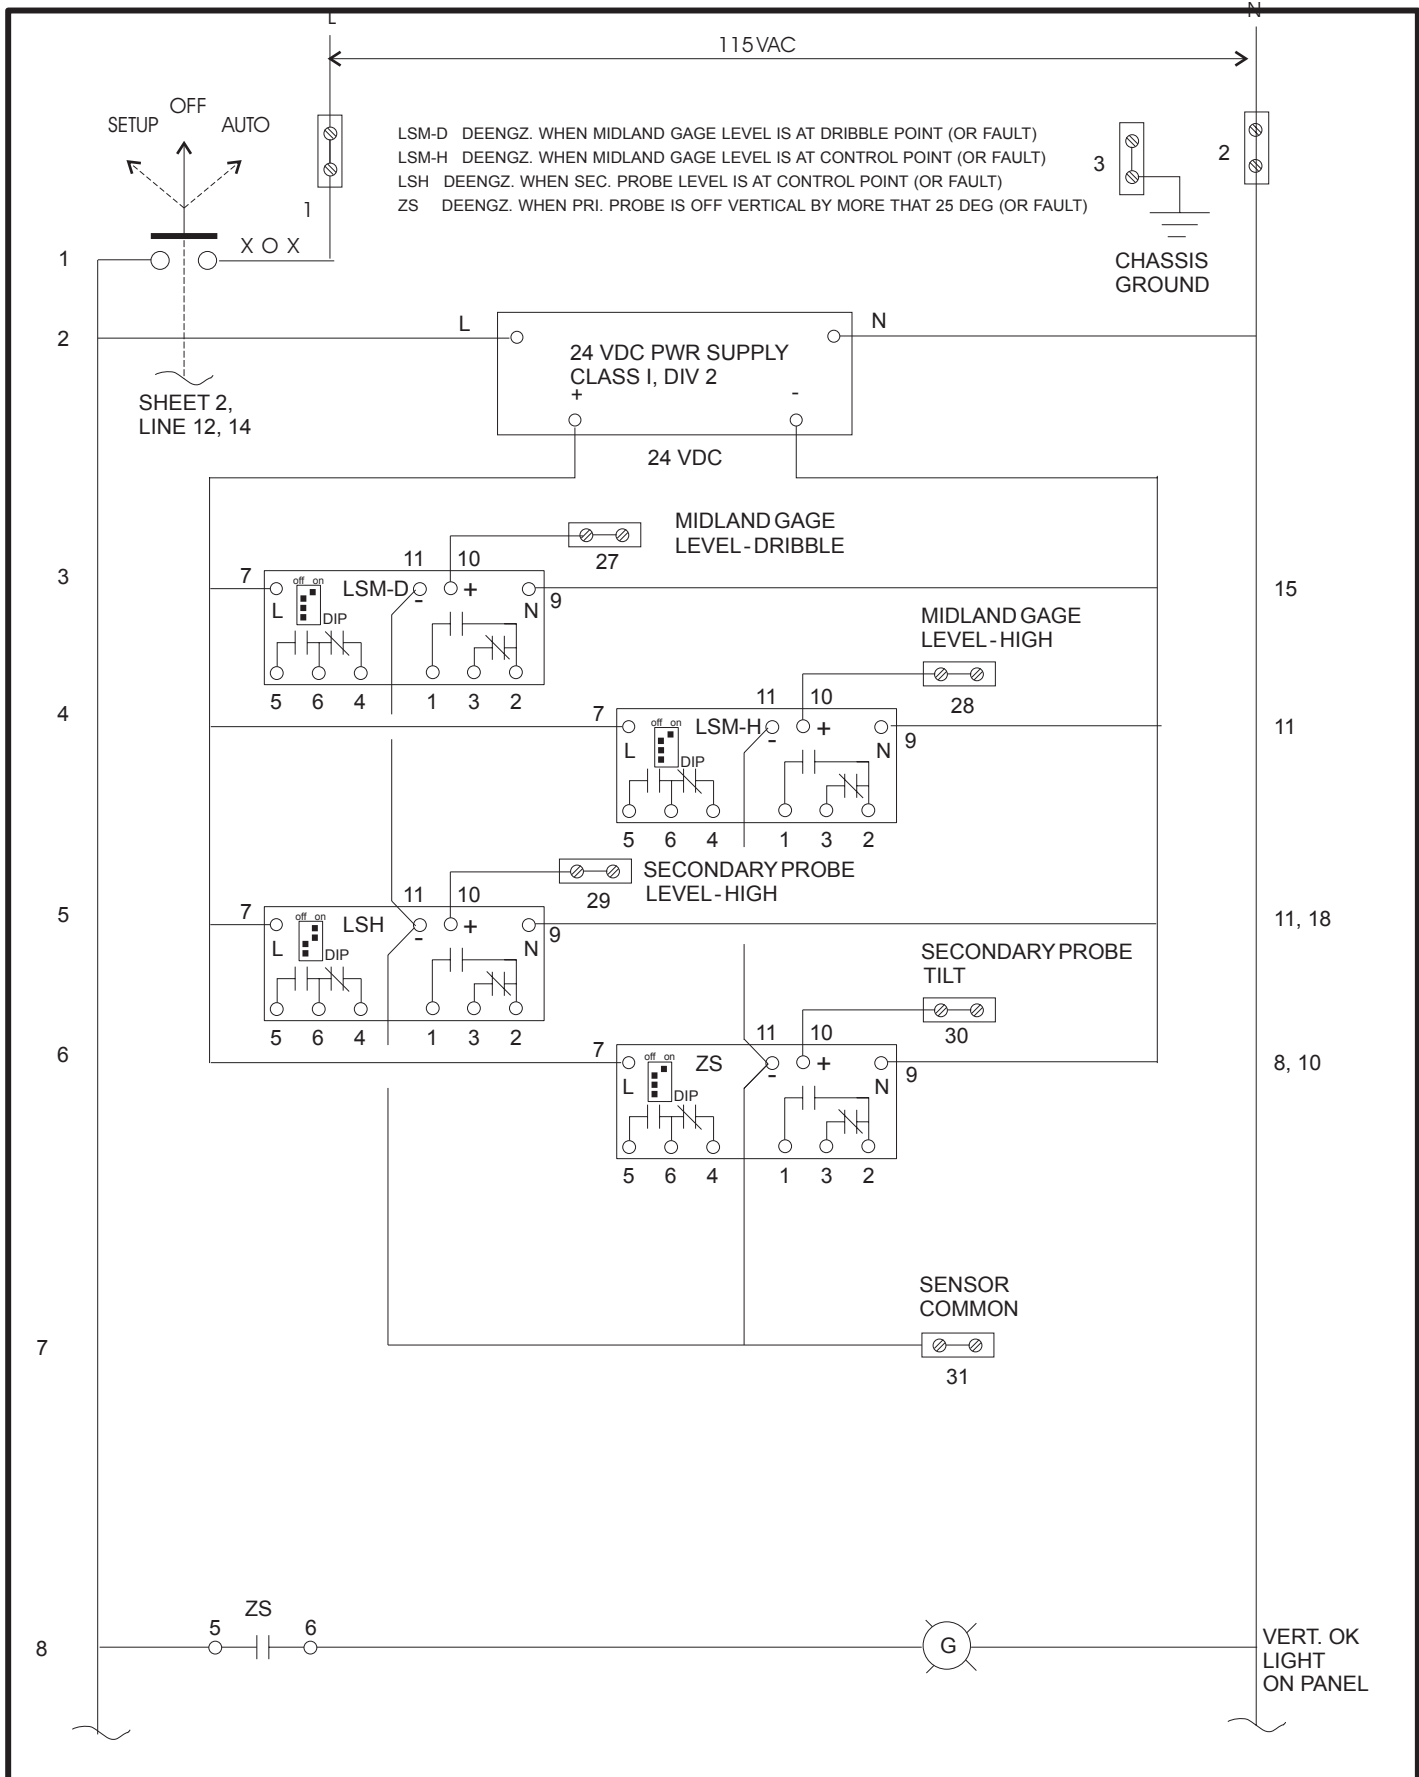 L
N
115 VAC
OFF
SETUP
AUTO
LSM-D DEENGZ. WHEN MIDLAND GAGE LEVEL IS AT DRIBBLE POINT (OR FAULT)
LSM-H DEENGZ. WHEN MIDLAND GAGE LEVEL IS AT CONTROL POINT (OR FAULT)
LSH DEENGZ. WHEN SEC. PROBE LEVEL IS AT CONTROL POINT (OR FAULT)
ZS DEENGZ. WHEN PRI. PROBE IS OFF VERTICAL BY MORE THAT 25 DEG (OR FAULT)
3
2
1
X O X
1
CHASSIS
GROUND
2
L
N
24 VDC PWR SUPPLY
CLASS I, DIV 2
+
-
SHEET 2,
LINE 12, 14
24 VDC
MIDLAND GAGE
LEVEL-DRIBBLE
27
3
7
off on
LSM-D
11
10
-
+
L
DIP
N
9
15
5 6 4 1 3 2
MIDLAND GAGE
LEVEL-HIGH
28
4
7
off on
LSM-H
11
10
-
+
L
DIP
N
9
11
5 6 4 1 3 2
SECONDARY PROBE
LEVEL-HIGH
29
5
7
off on
LSH
11
10
-
+
L
DIP
N
9
11, 18
5 6 4 1 3 2
SECONDARY PROBE
TILT
30
6
7
off on
ZS
11
10
-
+
L
DIP
N
9
8, 10
5 6 4 1 3 2
SENSOR
COMMON
7
31
ZS
5
6
8
G
VERT. OK
LIGHT
ON PANEL